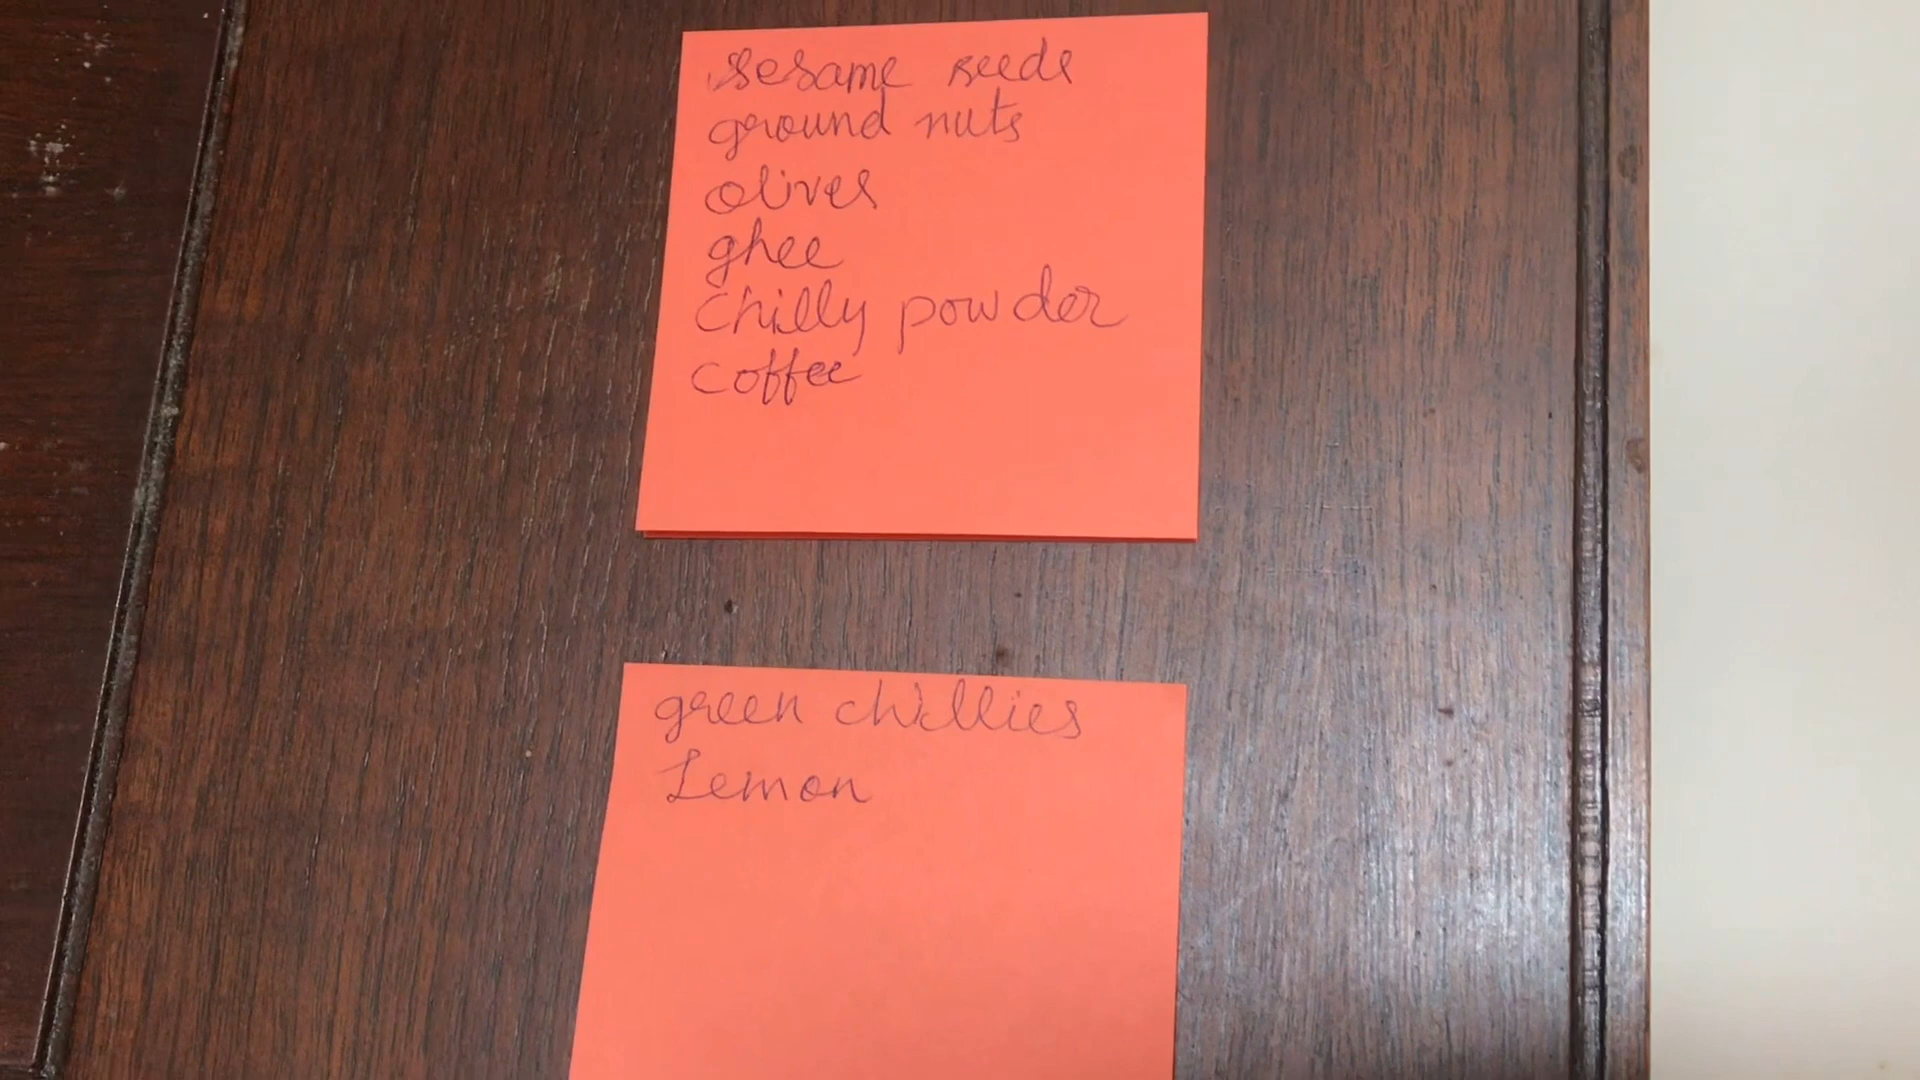 sesame seeds
ground nuts
olives
ghee
chilly powder
coffee
green chillies
Lemon